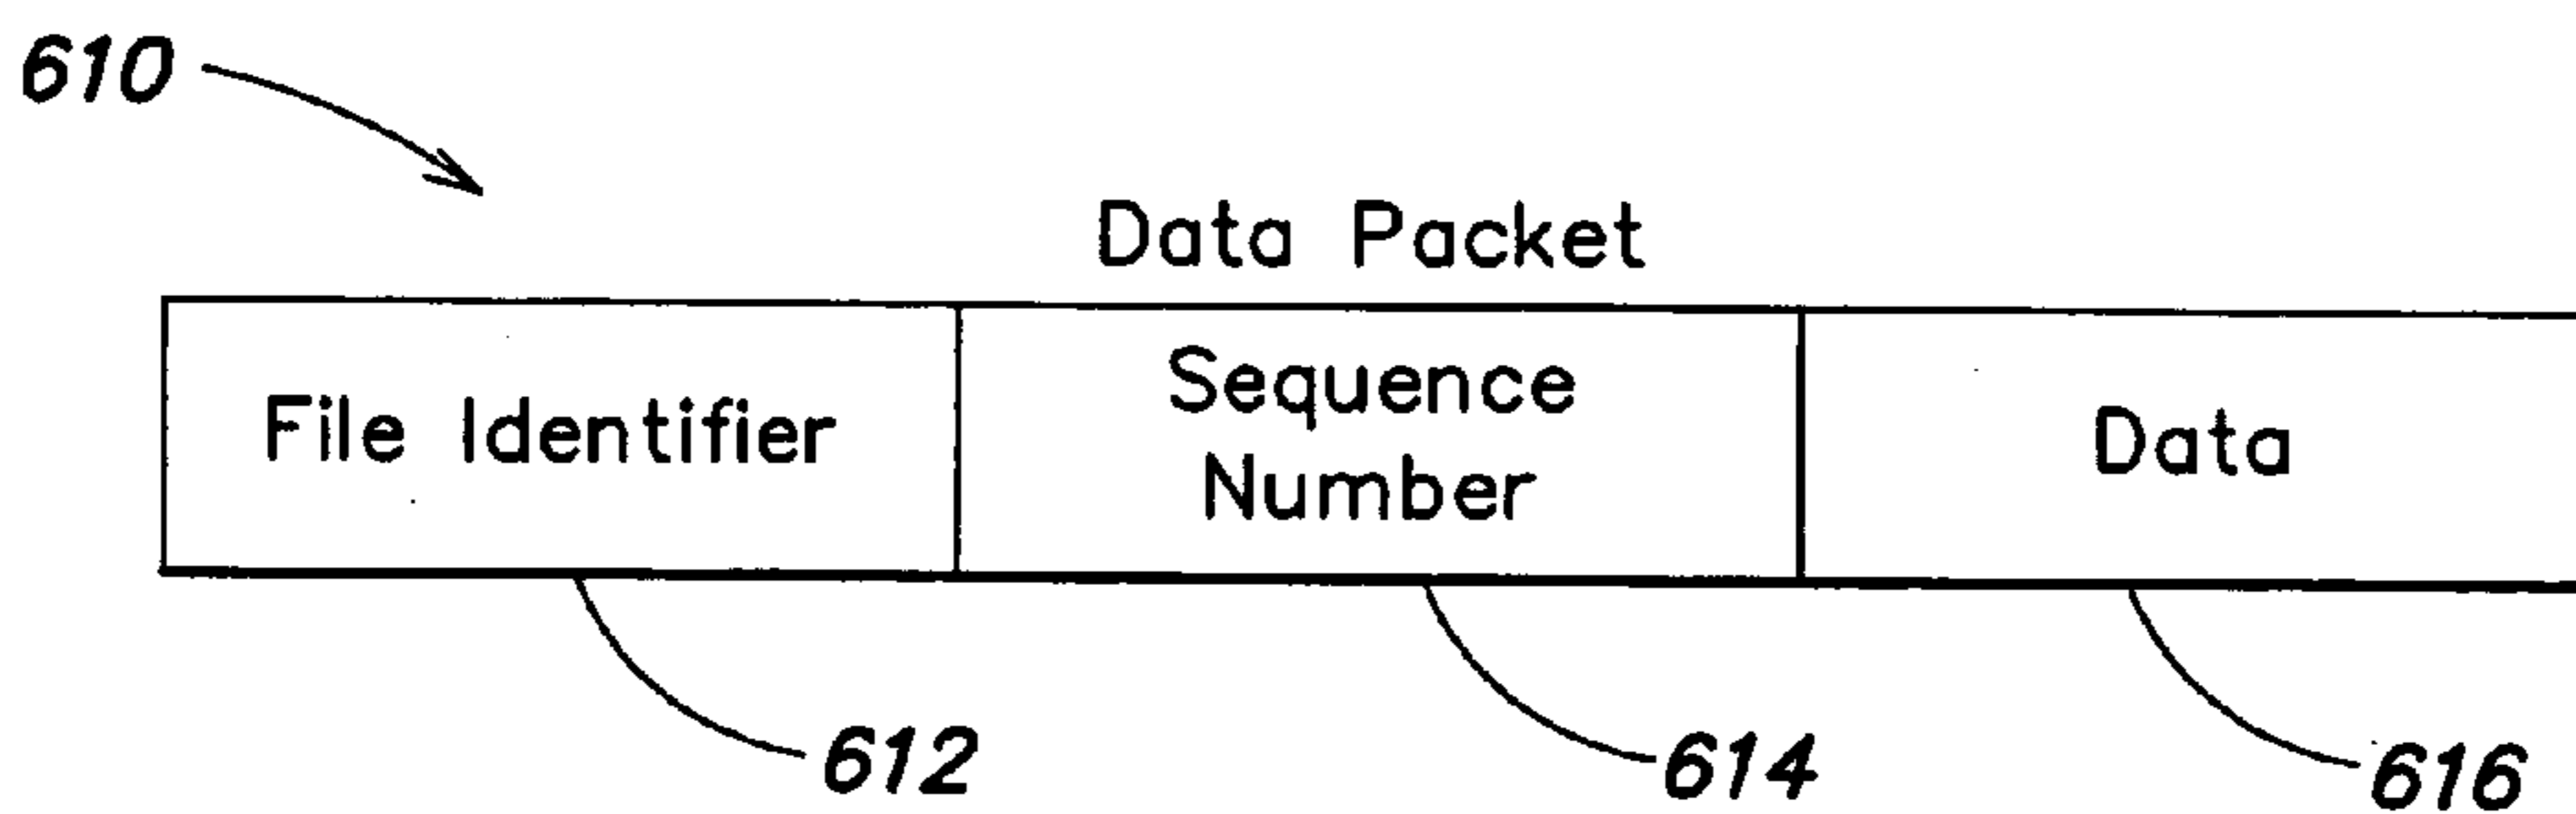 610
Data Packet
File Identifier
Sequence
Number
Data
612
614
616